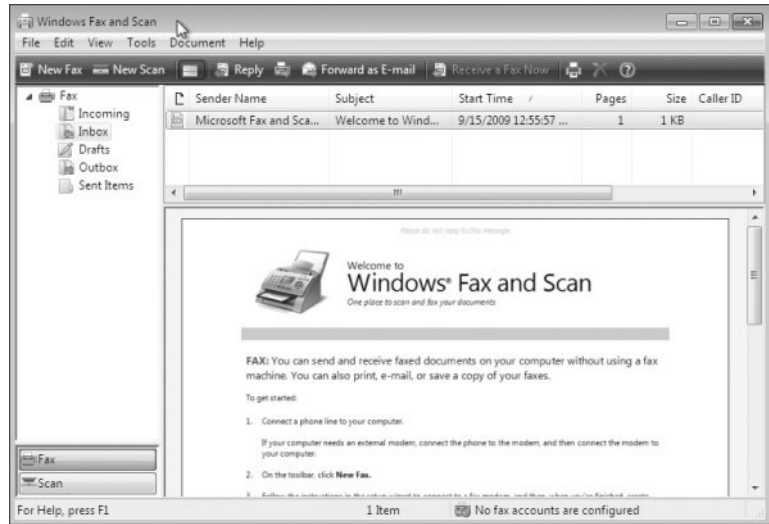 Windows Fax and Scan
File Edit View Tools Document Help
New Fax New Scan Reply Forward as E-mail Receive a Fax Now
Fax
Incoming
Inbox
Drafts
Outbox
Sent Items
Sender Name Subject Start Time Pages Size Caller ID
Microsoft Fax and Sca... Welcome to Wind... 9/15/2009 12:55:57 ... 1 1 KB
Please do not reply to this message.
Welcome to
Windows® Fax and Scan
One place to scan and fax your documents
FAX: You can send and receive faxed documents on your computer without using a fax
machine. You can also print, e-mail, or save a copy of your faxes.
To get started:
1. Connect a phone line to your computer.
If your computer needs an external modem, connect the phone to the modem, and then connect the modem to
your computer.
2. On the toolbar, click New Fax.
Fax
Scan
For Help, press F1 1 Item No fax accounts are configured